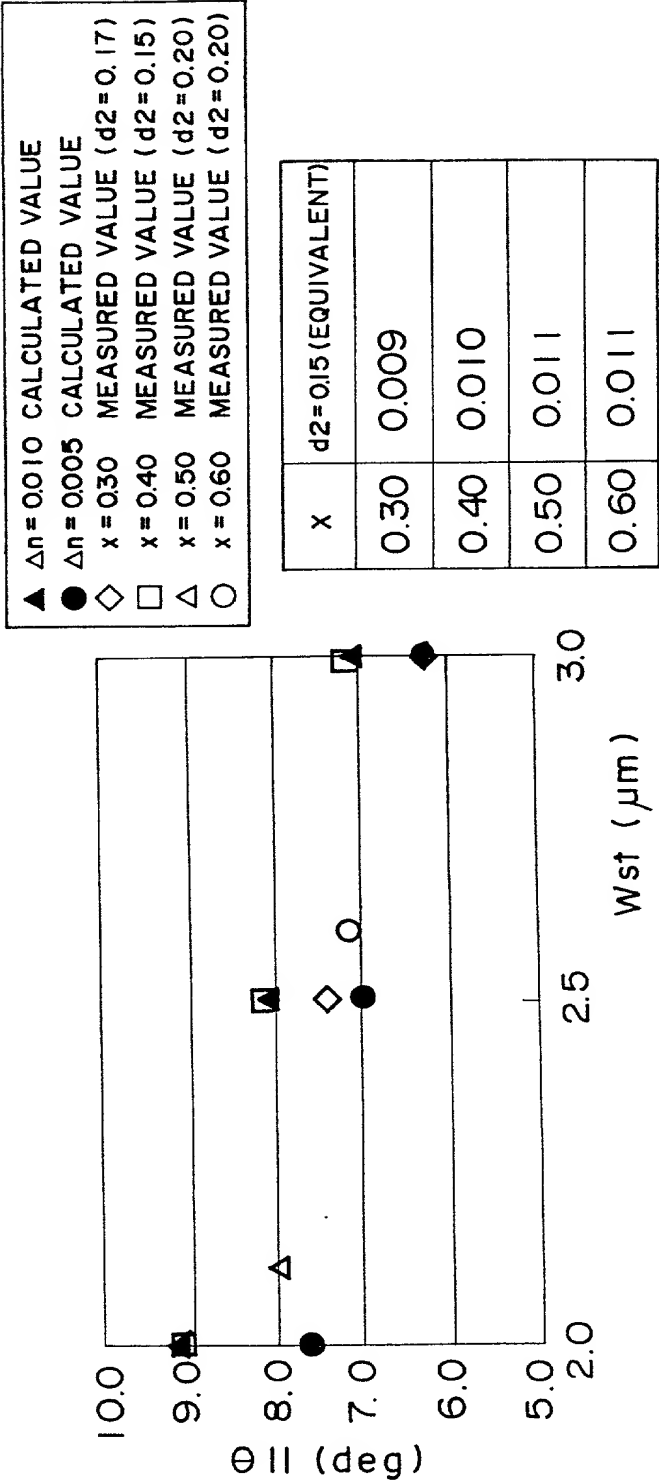 ▲ Δn=0.010 CALCULATED VALUE
● Δn=0.005 CALCULATED VALUE
◇ x=0.30 MEASURED VALUE (d2=0.17)
□ x=0.40 MEASURED VALUE (d2=0.15)
△ x=0.50 MEASURED VALUE (d2=0.20)
○ x=0.60 MEASURED VALUE (d2=0.20)
10.0
9.0
8.0
7.0
6.0
5.0
θ|| (deg)
2.0 2.5 3.0
Wst (μm)
x d2=0.15(EQUIVALENT)
0.30 0.009
0.40 0.010
0.50 0.011
0.60 0.011